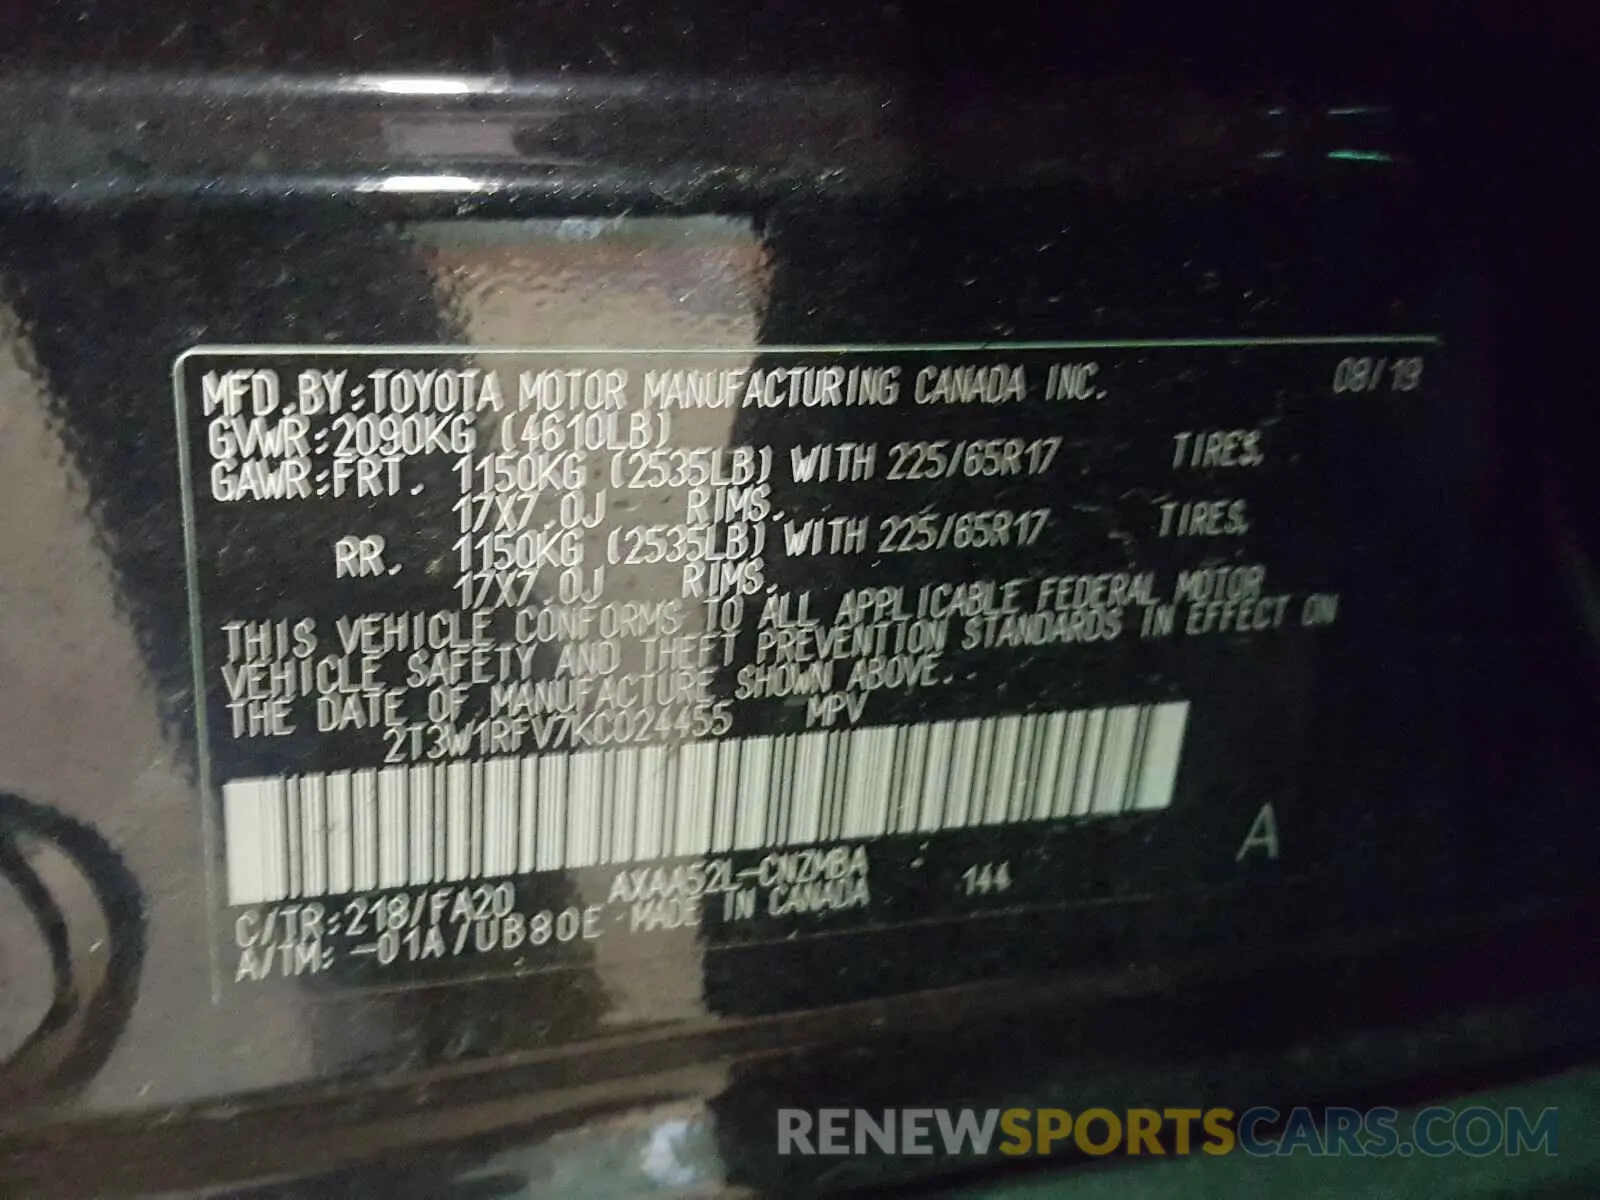 MFD.BY:TOYOTA MOTOR MANUFACTURING CANADA INC. 08/19
GVWR:2090KG (4610LB)
GAWR:FRT. 1150KG (2535LB) WITH 225/65R17 TIRES,
17X7.0J RIMS.
RR. 1150KG (2535LB) WITH 225/65R17 TIRES,
17X7.0J RIMS.
THIS VEHICLE CONFORMS TO ALL APPLICABLE FEDERAL MOTOR
VEHICLE SAFETY AND THEFT PREVENTION STANDARDS IN EFFECT ON
THE DATE OF MANUFACTURE SHOWN ABOVE.
2T3W1RFV7KC024455 MPV
A
C/TR:218/FA20 AXAA52L-CNZMBA 144
A/TM:-01A/UB80E MADE IN CANADA
RENEWSPORTSCARS.COM